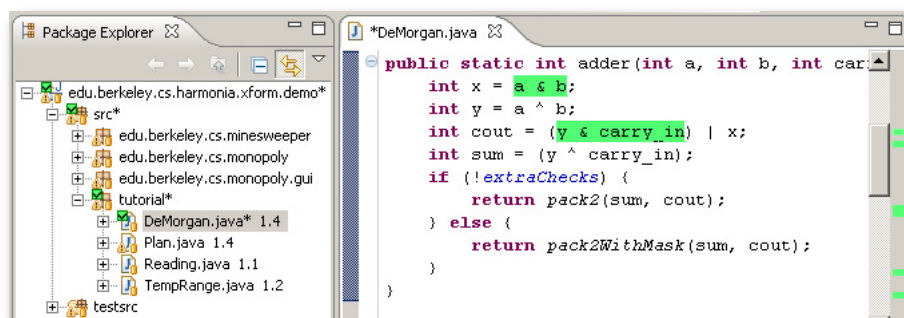 Package Explorer
edu.berkeley.cs.harmonia.xform.demo*
src*
edu.berkeley.cs.minesweeper
edu.berkeley.cs.monopoly
edu.berkeley.cs.monopoly.gui
tutorial*
DeMorgan.java* 1.4
Plan.java 1.4
Reading.java 1.1
TempRange.java 1.2
testsrc
*DeMorgan.java
public static int adder(int a, int b, int car
int x = a & b;
int y = a ^ b;
int cout = (y & carry_in) | x;
int sum = (y ^ carry_in);
if (!extraChecks) {
return pack2(sum, cout);
} else {
return pack2WithMask(sum, cout);
}
}